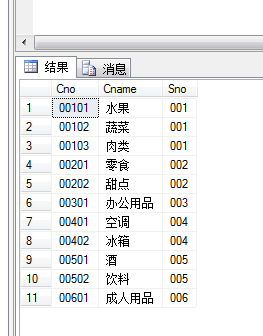 结果 消息
Cno Cname Sno
1 00101 水果 001
2 00102 蔬菜 001
3 00103 肉类 001
4 00201 零食 002
5 00202 甜点 002
6 00301 办公用品 003
7 00401 空调 004
8 00402 冰箱 004
9 00501 酒 005
10 00502 饮料 005
11 00601 成人用品 006